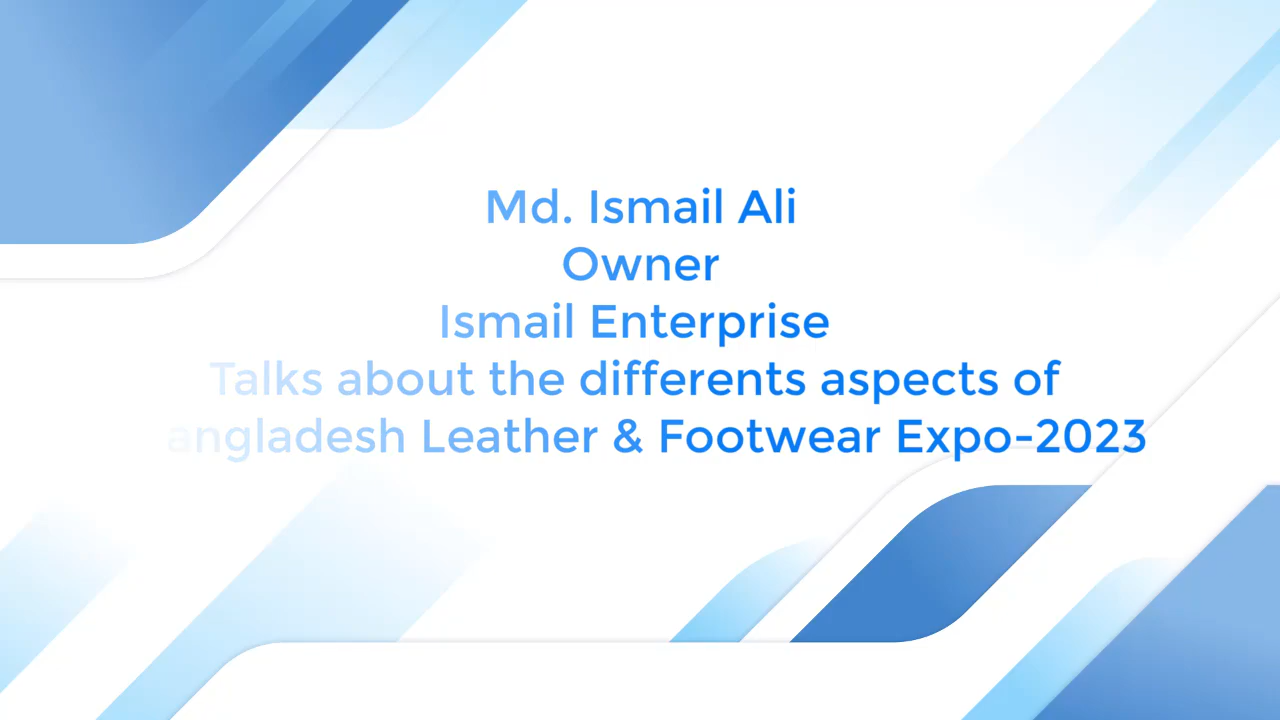 Md. Ismail Ali
Owner
Ismail Enterprise
Talks about the differents aspects of
angladesh Leather & Footwear Expo-2023